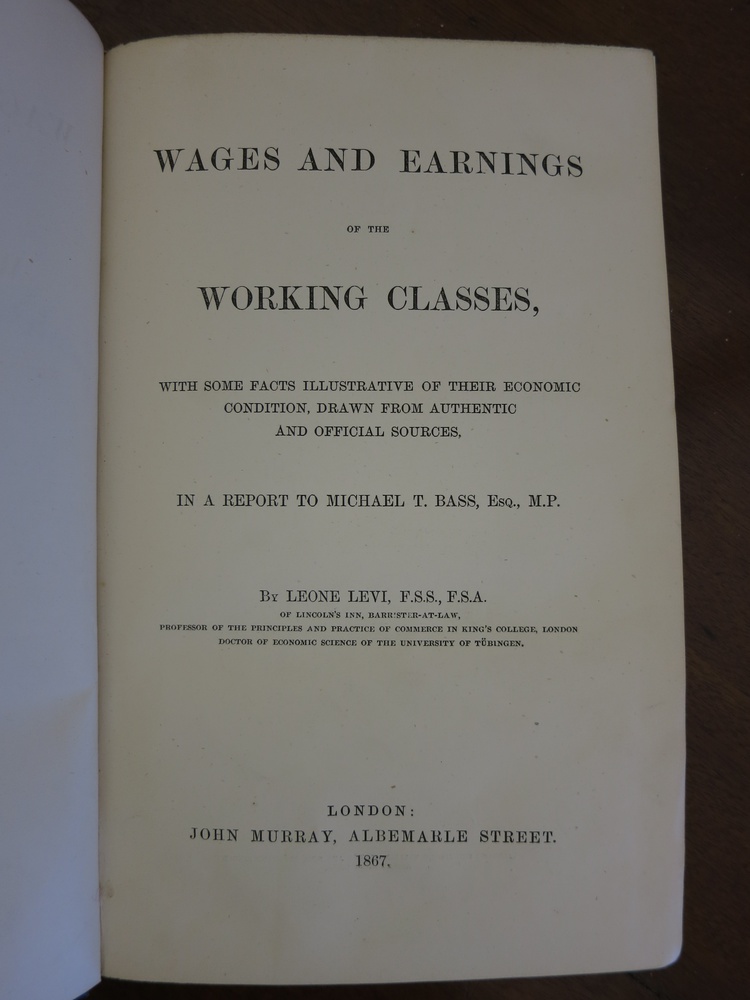 WAGES AND EARNINGS
OF THE
WORKING CLASSES,
WITH SOME FACTS ILLUSTRATIVE OF THEIR ECONOMIC
CONDITION, DRAWN FROM AUTHENTIC
AND OFFICIAL SOURCES,
IN A REPORT TO MICHAEL T. BASS, Esq., M.P.
By LEONE LEVI, F.S.S., F.S.A.
OF LINCOLN'S INN, BARRISTER-AT-LAW,
PROFESSOR OF THE PRINCIPLES AND PRACTICE OF COMMERCE IN KING'S COLLEGE, LONDON
DOCTOR OF ECONOMIC SCIENCE OF THE UNIVERSITY OF TÜBINGEN.
LONDON:
JOHN MURRAY, ALBEMARLE STREET.
1867.